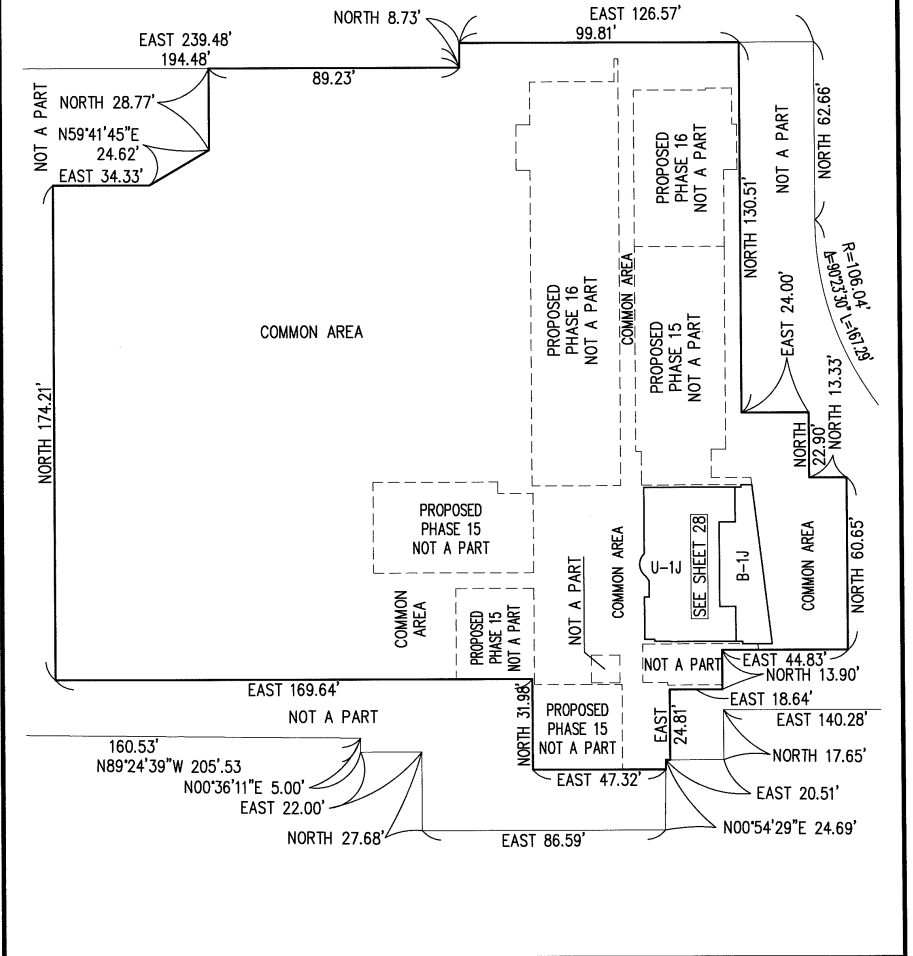 NORTH 8.73'
EAST 126.57'
99.81'
EAST 239.48'
194.48'
89.23'
NOT A PART
NORTH 28.77'
N59°41'45"E
24.62'
EAST 34.33'
NORTH 62.66'
NOT A PART
PROPOSED
PHASE 16
NOT A PART
NORTH 130.51'
R=106.04'
Δ=90°23'30" L=167.29'
COMMON AREA
PROPOSED
PHASE 16
NOT A PART
COMMON AREA
PROPOSED
PHASE 15
NOT A PART
EAST 24.00'
NORTH 13.33'
NORTH
22.90'
NORTH 174.21'
PROPOSED
PHASE 15
NOT A PART
COMMON AREA
U-1J
SEE SHEET 28
B-1J
COMMON AREA
NORTH 60.65'
COMMON
AREA
PROPOSED
PHASE 15
NOT A PART
NOT A PART
NOT A PART
EAST 44.83'
NORTH 13.90'
EAST 18.64'
EAST 169.64'
NORTH 31.98'
PROPOSED
PHASE 15
NOT A PART
EAST
24.81'
EAST 140.28'
NOT A PART
160.53'
N89°24'39"W 205'.53
N00°36'11"E 5.00'
EAST 22.00'
NORTH 27.68'
EAST 47.32'
NORTH 17.65'
EAST 20.51'
N00°54'29"E 24.69'
EAST 86.59'